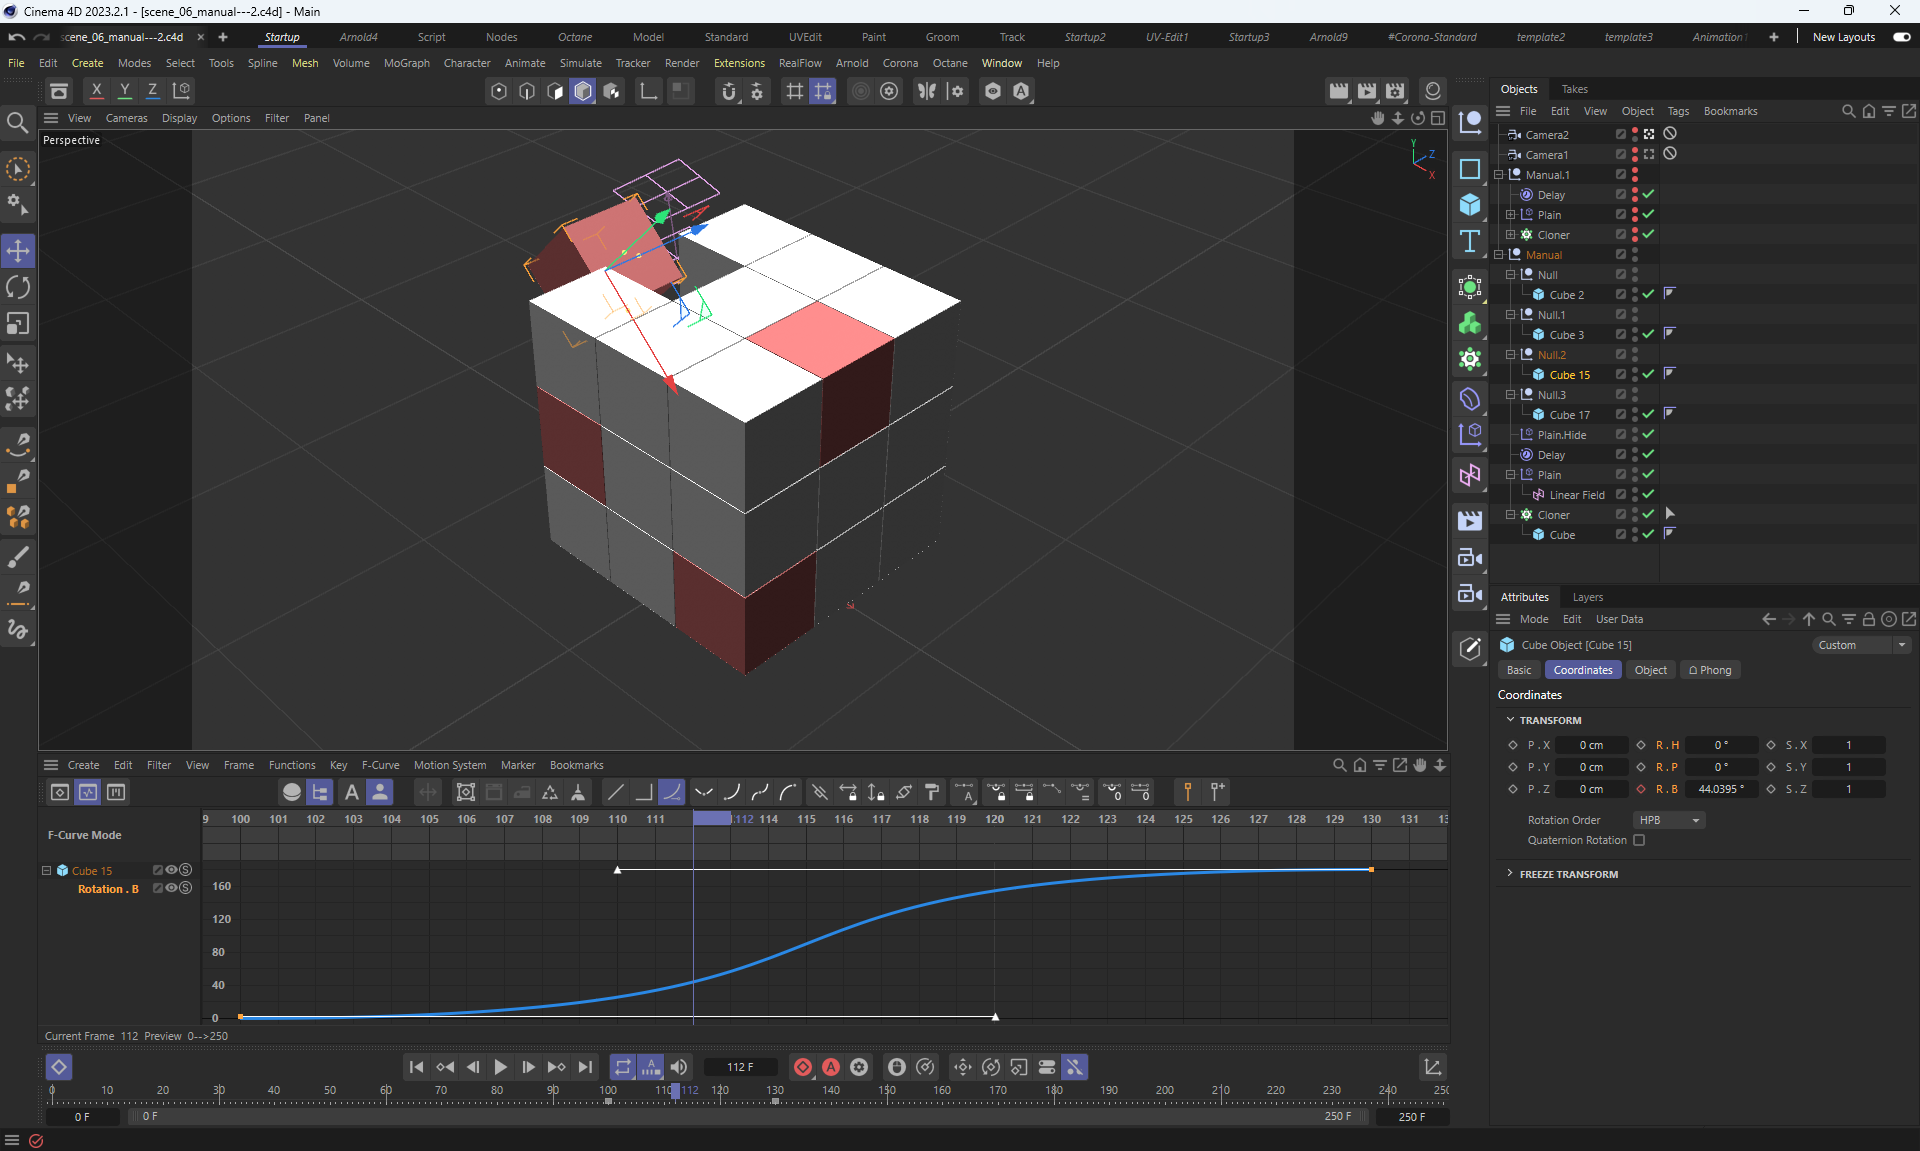 Cinema 4D 2023.2.1 - [scene_06_manual---2.c4d] - Main
scene_06_manual---2.c4d × + Startup Arnold4 Script Nodes Octane Model Standard UVEdit Paint Groom Track Startup2 UV-Edit1 Startup3 Arnold9 #Corona-Standard template2 template3 Animation + New Layouts
File Edit Create Modes Select Tools Spline Mesh Volume MoGraph Character Animate Simulate Tracker Render Extensions RealFlow Arnold Corona Octane Window Help
X Y Z
Objects Takes
View Cameras Display Options Filter Panel
File Edit View Object Tags Bookmarks
Perspective
Y Z X
Camera2
Camera1
Manual.1
Delay
Plain
Cloner
Manual
Null
Cube 2
Null.1
Cube 3
Null.2
Cube 15
Null.3
Cube 17
Plain.Hide
Delay
Plain
Linear Field
Cloner
Cube
Attributes Layers
Mode Edit User Data
Cube Object [Cube 15] Custom
Basic Coordinates Object Phong
Coordinates
TRANSFORM
P . X 0 cm R . H 0 ° S . X 1
P . Y 0 cm R . P 0 ° S . Y 1
P . Z 0 cm R . B 44.0395 ° S . Z 1
Rotation Order HPB
Quaternion Rotation
FREEZE TRANSFORM
Create Edit Filter View Frame Functions Key F-Curve Motion System Marker Bookmarks
9 100 101 102 103 104 105 106 107 108 109 110 111 112 114 115 116 117 118 119 120 121 122 123 124 125 126 127 128 129 130 131 13
F-Curve Mode
Cube 15
Rotation . B
160
120
80
40
0
Current Frame 112 Preview 0-->250
112 F
0 10 20 30 40 50 60 70 80 90 100 110 112 120 130 140 150 160 170 180 190 200 210 220 230 240 250
0 F 0 F 250 F 250 F